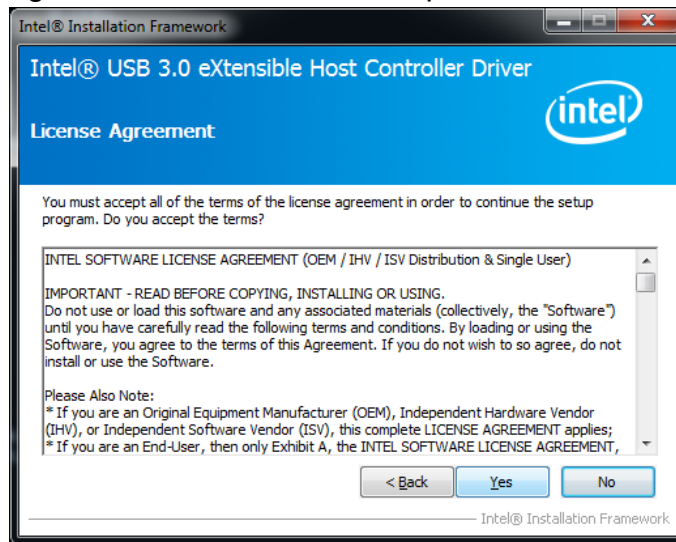 Intel® Installation Framework
Intel® USB 3.0 eXtensible Host Controller Driver
License Agreement
intel
You must accept all of the terms of the license agreement in order to continue the setup
program. Do you accept the terms?
INTEL SOFTWARE LICENSE AGREEMENT (OEM / IHV / ISV Distribution & Single User)
IMPORTANT - READ BEFORE COPYING, INSTALLING OR USING.
Do not use or load this software and any associated materials (collectively, the "Software")
until you have carefully read the following terms and conditions. By loading or using the
Software, you agree to the terms of this Agreement. If you do not wish to so agree, do not
install or use the Software.
Please Also Note:
* If you are an Original Equipment Manufacturer (OEM), Independent Hardware Vendor
(IHV), or Independent Software Vendor (ISV), this complete LICENSE AGREEMENT applies;
* If you are an End-User, then only Exhibit A, the INTEL SOFTWARE LICENSE AGREEMENT,
< Back Yes No
Intel® Installation Framework